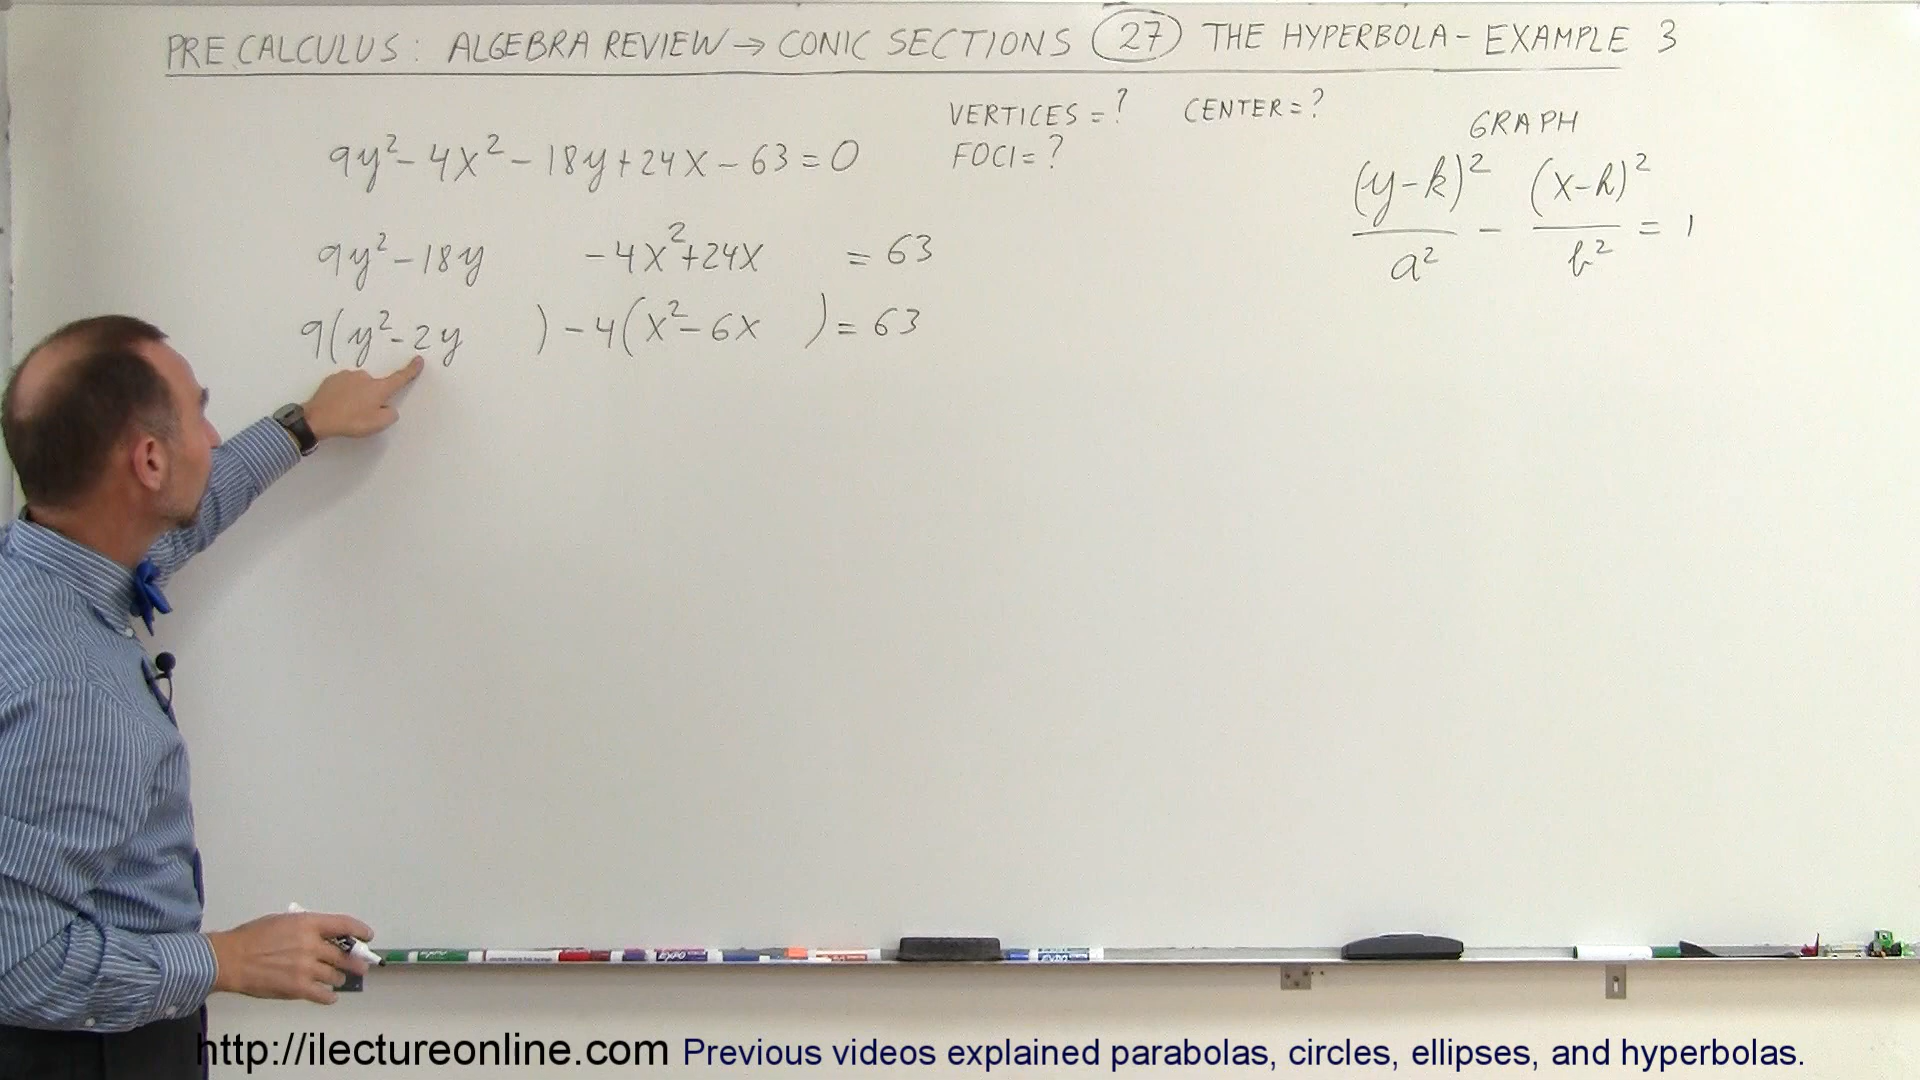 PRE CALCULUS: ALGEBRA REVIEW → CONIC SECTIONS 27 THE HYPERBOLA - EXAMPLE 3
VERTICES = ? CENTER = ?
GRAPH
9y² - 4x² - 18y + 24x - 63 = 0
FOCI = ?
(y-k)²/a² - (x-h)²/b² = 1
9y² - 18y - 4x² + 24x = 63
9(y² - 2y ) - 4(x² - 6x ) = 63
EXPO
http://ilectureonline.com Previous videos explained parabolas, circles, ellipses, and hyperbolas.